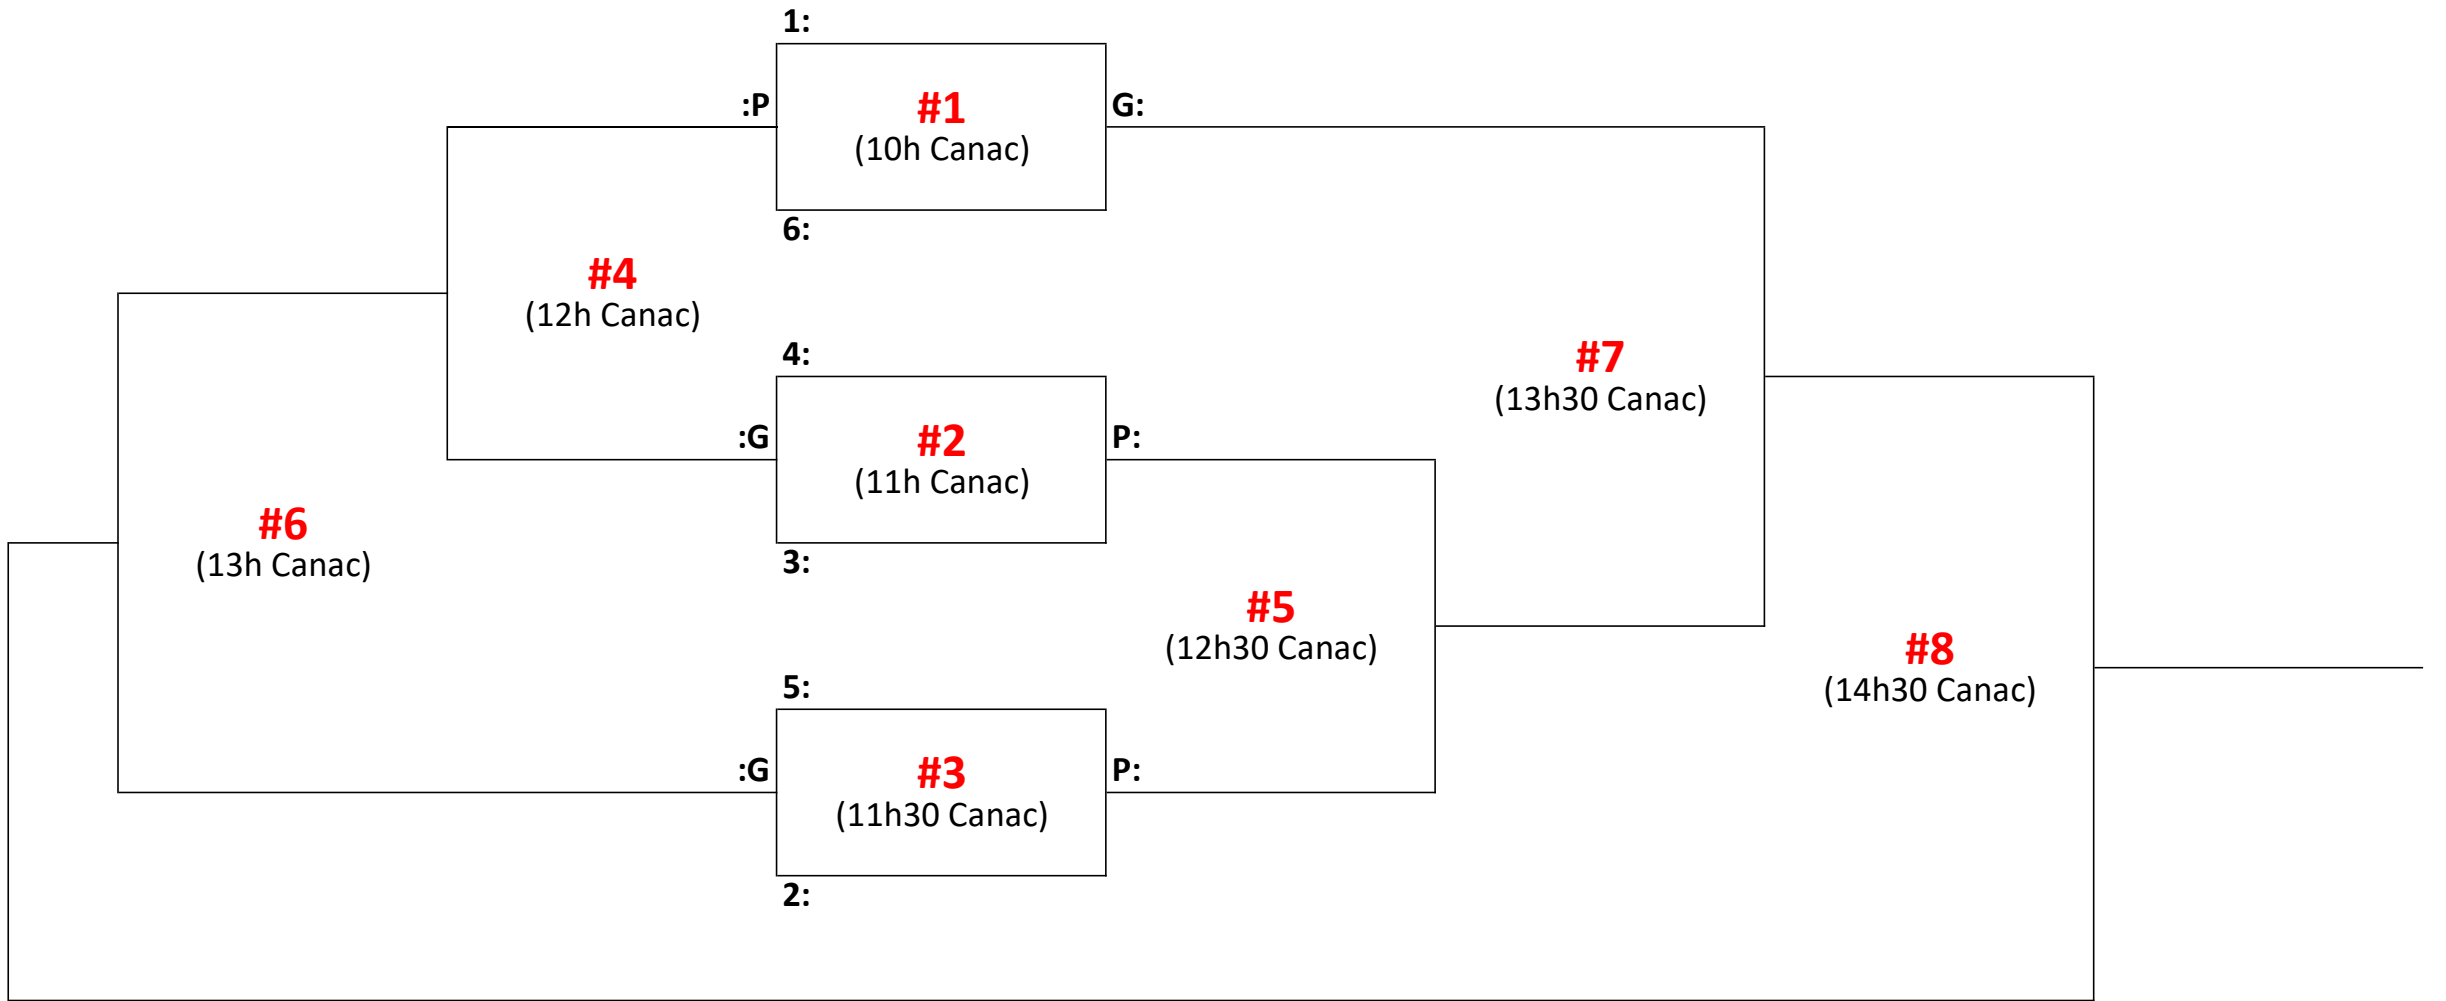 1:
:P
#1
G:
(10h Canac)
6:
#4
(12h Canac)
4:
#7
(13h30 Canac)
:G
#2
P:
(11h Canac)
#6
(13h Canac)
3:
#5
(12h30 Canac)
#8
(14h30 Canac)
5:
:G
#3
P:
(11h30 Canac)
2: